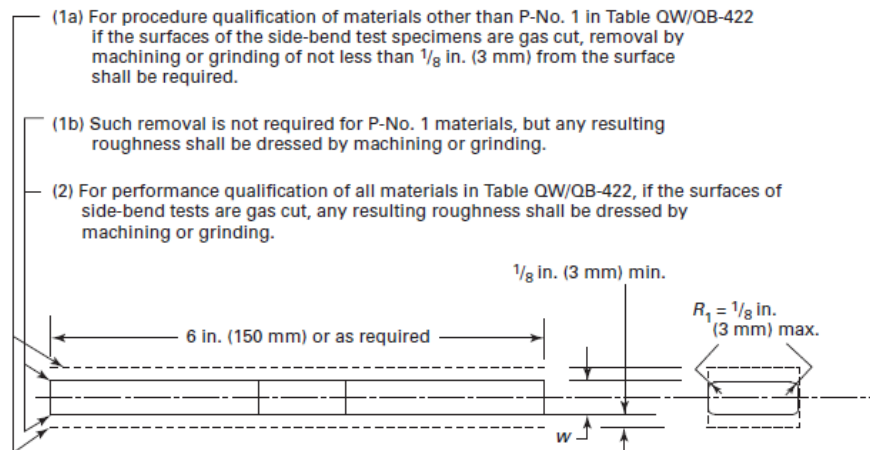 (1a) For procedure qualification of materials other than P-No. 1 in Table QW/QB-422
if the surfaces of the side-bend test specimens are gas cut, removal by
machining or grinding of not less than 1/8 in. (3 mm) from the surface
shall be required.
(1b) Such removal is not required for P-No. 1 materials, but any resulting
roughness shall be dressed by machining or grinding.
(2) For performance qualification of all materials in Table QW/QB-422, if the surfaces of
side-bend tests are gas cut, any resulting roughness shall be dressed by
machining or grinding.
1/8 in. (3 mm) min.
6 in. (150 mm) or as required
R1 = 1/8 in.
(3 mm) max.
w